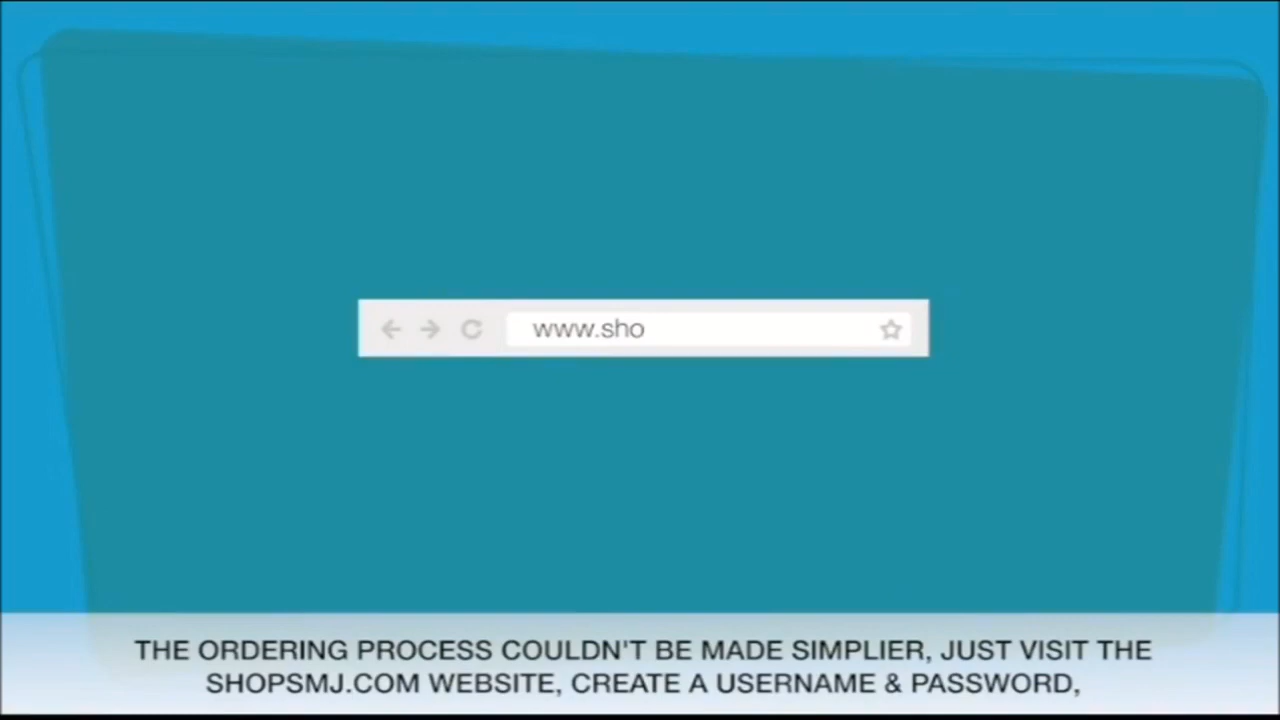 www.sho
THE ORDERING PROCESS COULDN'T BE MADE SIMPLIER, JUST VISIT THE
SHOPSMJ.COM WEBSITE, CREATE A USERNAME & PASSWORD,